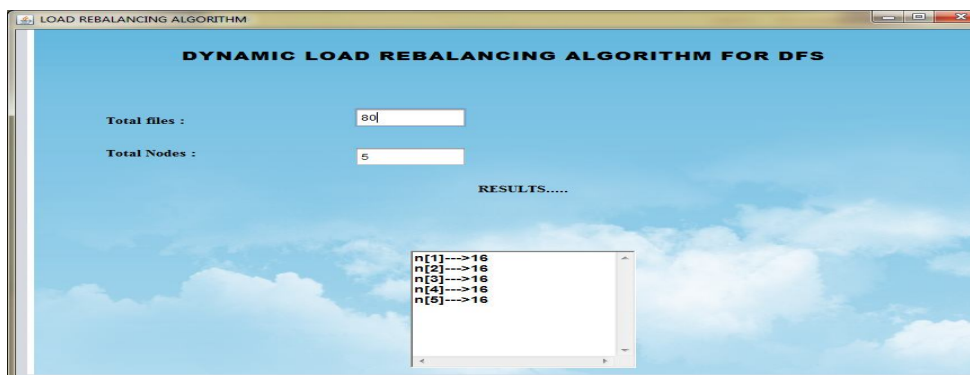 LOAD REBALANCING ALGORITHM
DYNAMIC LOAD REBALANCING ALGORITHM FOR DFS
Total files :
80
Total Nodes :
5
RESULTS.....
n[1]--->16
n[2]--->16
n[3]--->16
n[4]--->16
n[5]--->16